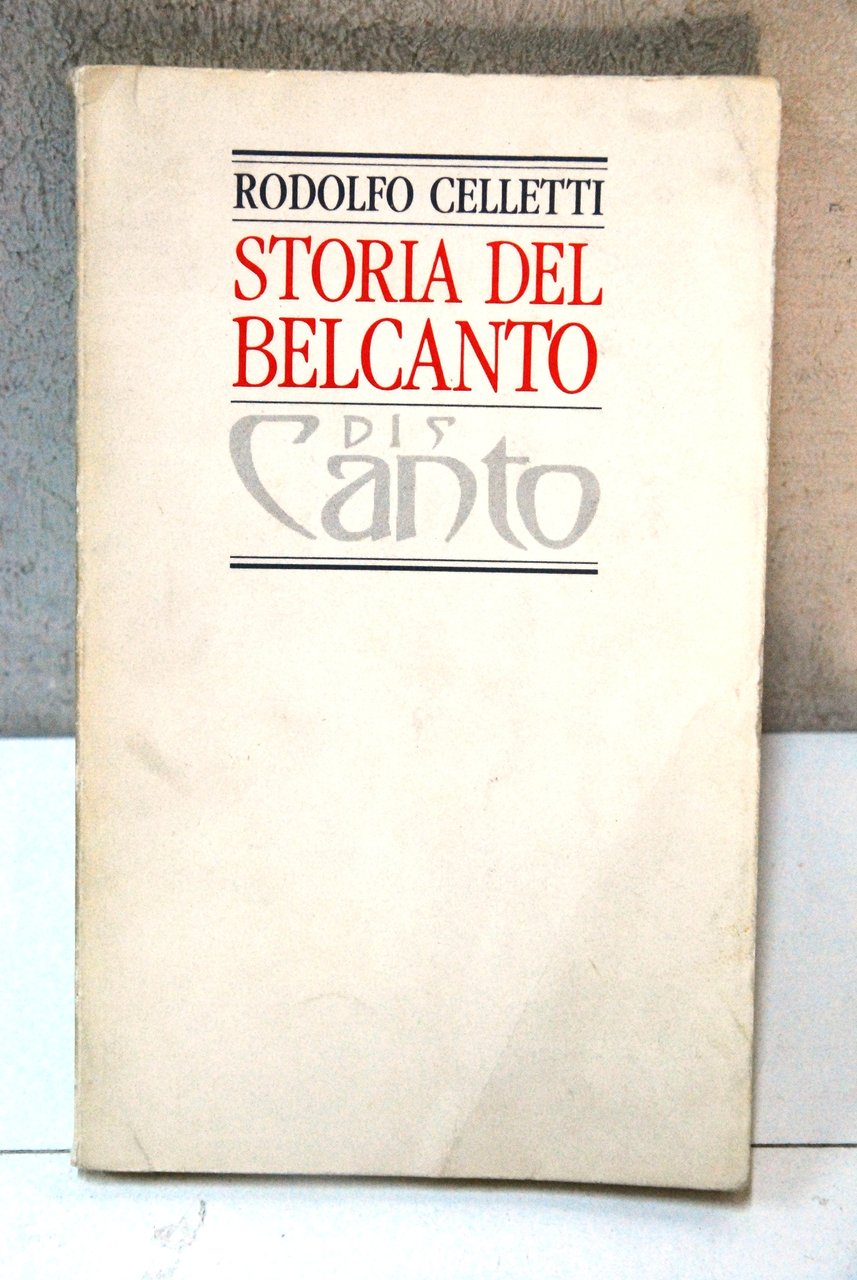 RODOLFO CELLETTI
STORIA DEL
BELCANTO
DIS
Canto